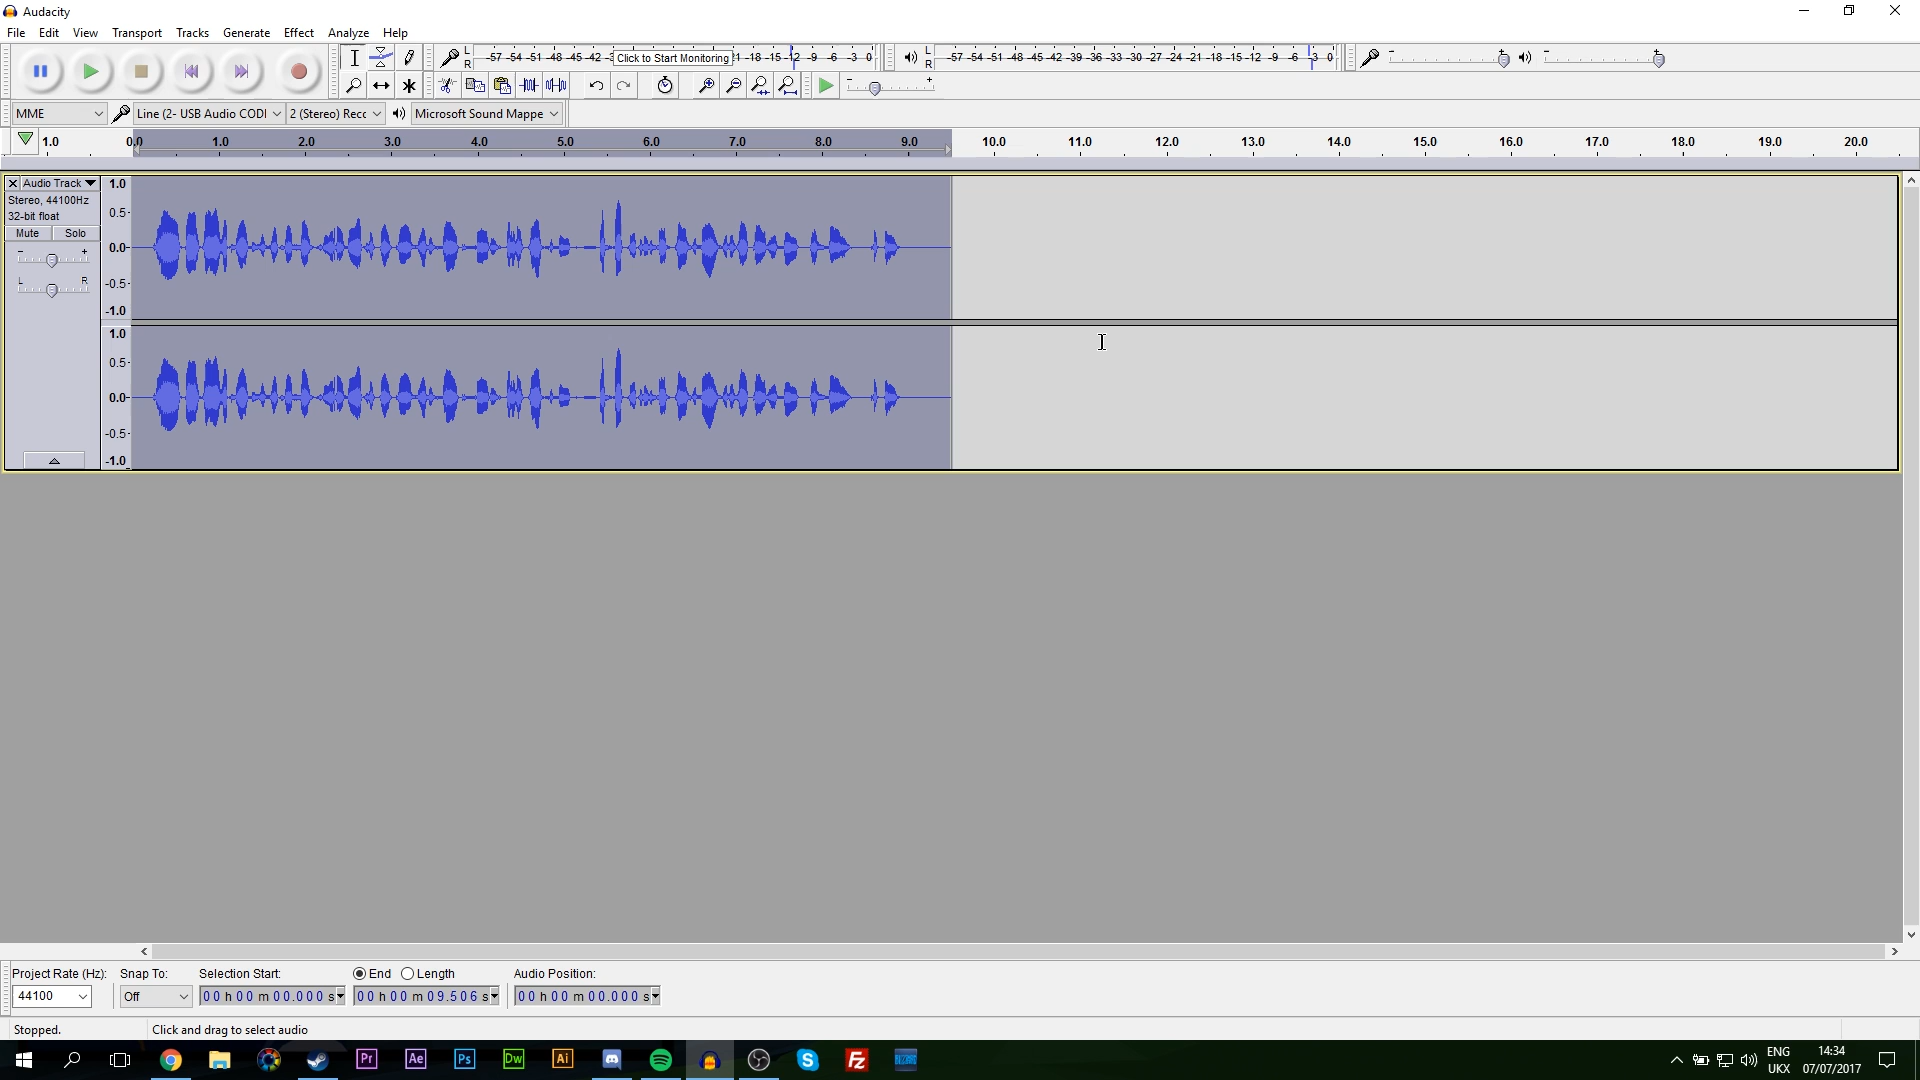 Audacity
File Edit View Transport Tracks Generate Effect Analyze Help
L
R
-57 -54 -51 -48 -45 -42 -3
Click to Start Monitoring
21 -18 -15 -12 -9 -6 -3 0
L
R
-57 -54 -51 -48 -45 -42 -39 -36 -33 -30 -27 -24 -21 -18 -15 -12 -9 -6 -3 0
MME
Line (2- USB Audio CODI
2 (Stereo) Recc
Microsoft Sound Mappe
1.0 0.0 1.0 2.0 3.0 4.0 5.0 6.0 7.0 8.0 9.0 10.0 11.0 12.0 13.0 14.0 15.0 16.0 17.0 18.0 19.0 20.0
Audio Track
Stereo, 44100Hz
32-bit float
Mute Solo
- +
L R
1.0
0.5-
0.0-
-0.5-
-1.0
1.0
0.5-
0.0-
-0.5-
-1.0
Project Rate (Hz): Snap To: Selection Start: End Length Audio Position:
44100 Off 00 h 00 m 00.000 s 00 h 00 m 09.506 s 00 h 00 m 00.000 s
Stopped. Click and drag to select audio
Pr Ae Ps Dw Ai Fz
ENG
UKX
14:34
07/07/2017